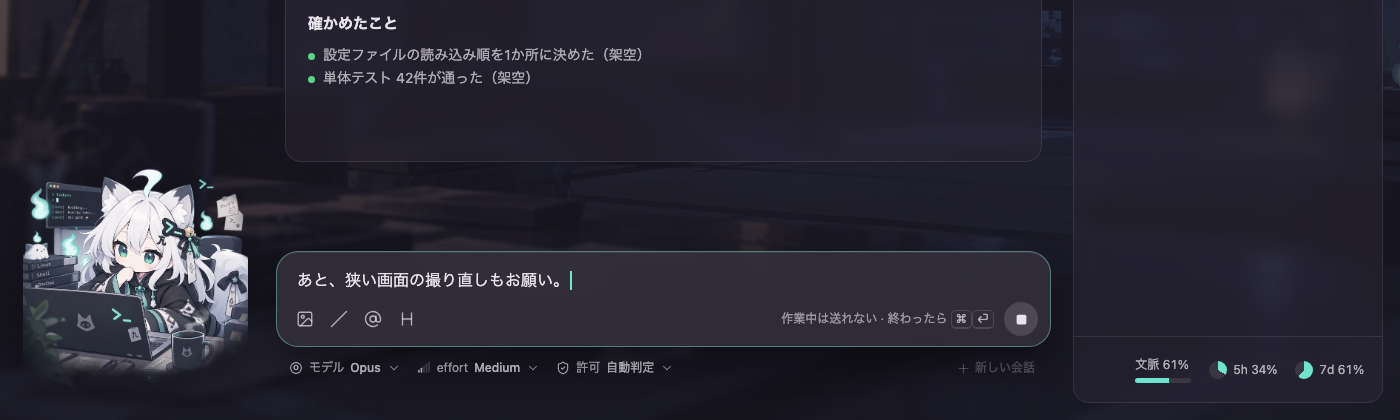 確かめたこと
設定ファイルの読み込み順を1か所に決めた（架空）
単体テスト 42件が通った（架空）
あと、狭い画面の撮り直しもお願い。
作業中は送れない · 終わったら ⌘ ⏎
モデル Opus
effort Medium
許可 自動判定
+ 新しい会話
文脈 61%
5h 34%
7d 61%